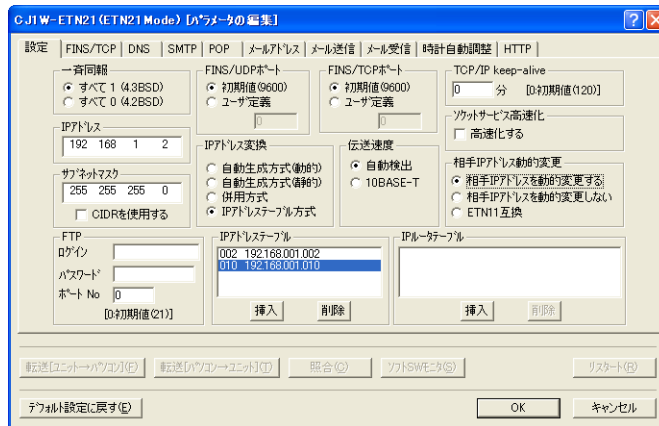 CJ1W-ETN21 (ETN21 Mode) [パラメータの編集]
設定 FINS/TCP DNS SMTP POP メールアドレス メール送信 メール受信 時計自動調整 HTTP
一斉同報
すべて 1 (4.3BSD)
すべて 0 (4.2BSD)
IPアドレス
192 168 1 2
サブネットマスク
255 255 255 0
CIDRを使用する
FINS/UDPポート
初期値(9600)
ユーザ定義
0
FINS/TCPポート
初期値(9600)
ユーザ定義
0
IPアドレス変換
自動生成方式(動的)
自動生成方式(静的)
併用方式
IPアドレステーブル方式
伝送速度
自動検出
10BASE-T
TCP/IP keep-alive
0 分 [0:初期値(120)]
ソケットサービス高速化
高速化する
相手IPアドレス動的変更
相手IPアドレスを動的変更する
相手IPアドレスを動的変更しない
ETN11互換
FTP
ログイン
パスワード
ポート No 0
[0:初期値(21)]
IPアドレステーブル
002 192.168.001.002
010 192.168.001.010
挿入 削除
IPルータテーブル
挿入 削除
転送[ユニット→パソコン](F) 転送[パソコン→ユニット](T) 照合(C) ソフトSWモニタ(S) リスタート(R)
デフォルト設定に戻す(E) OK キャンセル